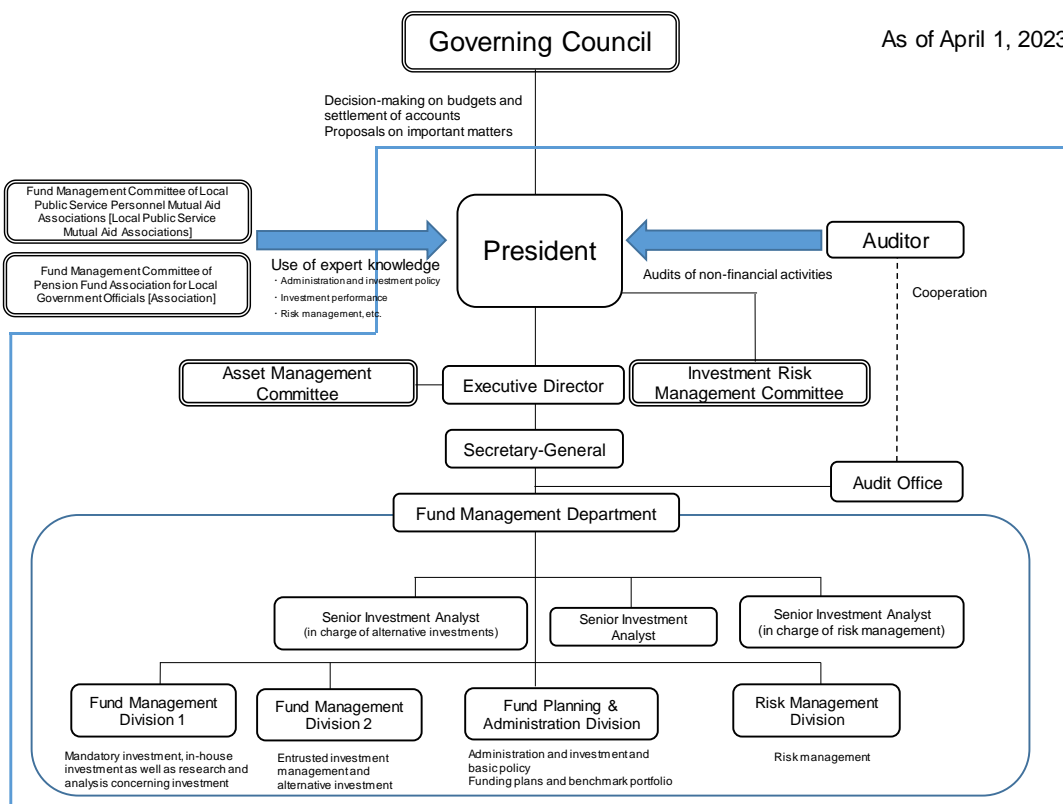 Governing Council
As of April 1, 2023
Decision-making on budgets and
settlement of accounts
Proposals on important matters
Fund Management Committee of Local
Public Service Personnel Mutual Aid
Associations [Local Public Service
Mutual Aid Associations]
Fund Management Committee of
Pension Fund Association for Local
Government Officials [Association]
Use of expert knowledge
・Administration and investment policy
・Investment performance
・Risk management, etc.
President
Auditor
Audits of non-financial activities
Cooperation
Asset Management
Committee
Executive Director
Investment Risk
Management Committee
Secretary-General
Audit Office
Fund Management Department
Senior Investment Analyst
(in charge of alternative investments)
Senior Investment
Analyst
Senior Investment Analyst
(in charge of risk management)
Fund Management
Division 1
Fund Management
Division 2
Fund Planning &
Administration Division
Risk Management
Division
Mandatory investment, in-house
investment as well as research and
analysis concerning investment
Entrusted investment
management and
alternative investment
Administration and investment and
basic policy
Funding plans and benchmark portfolio
Risk management